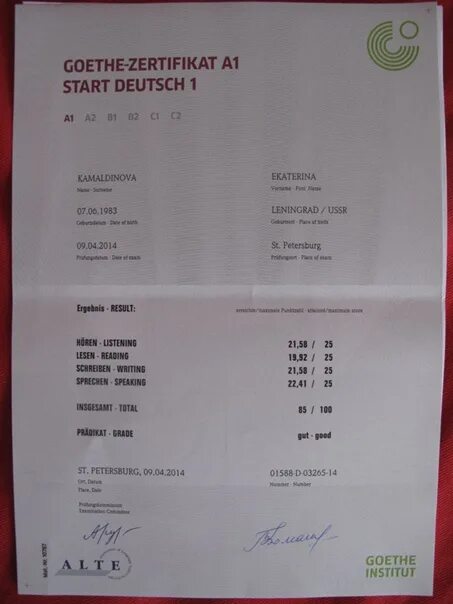 GOETHE-ZERTIFIKAT A1
START DEUTSCH 1
A1 A2 B1 B2 C1 C2
KAMALDINOVA EKATERINA
Name - Surname Vorname - First Name
07.06.1983 LENINGRAD / USSR
Geburtsdatum - Date of birth Geburtsort - Place of birth
09.04.2014 St. Petersburg
Prüfungsdatum - Date of exam Prüfungsort - Place of exam
Ergebnis - RESULT: erreichte/maximale Punktzahl - attained/maximum score
HÖREN - LISTENING 21,58 / 25
LESEN - READING 19,92 / 25
SCHREIBEN - WRITING 21,58 / 25
SPRECHEN - SPEAKING 22,41 / 25
INSGESAMT - TOTAL 85 / 100
PRÄDIKAT - GRADE gut - good
ST. PETERSBURG, 09.04.2014 01588-D-03265-14
Ort, Datum Nummer - Number
Place, Date
Prüfungskommission
Examination Committee
ALTE
GOETHE
INSTITUT